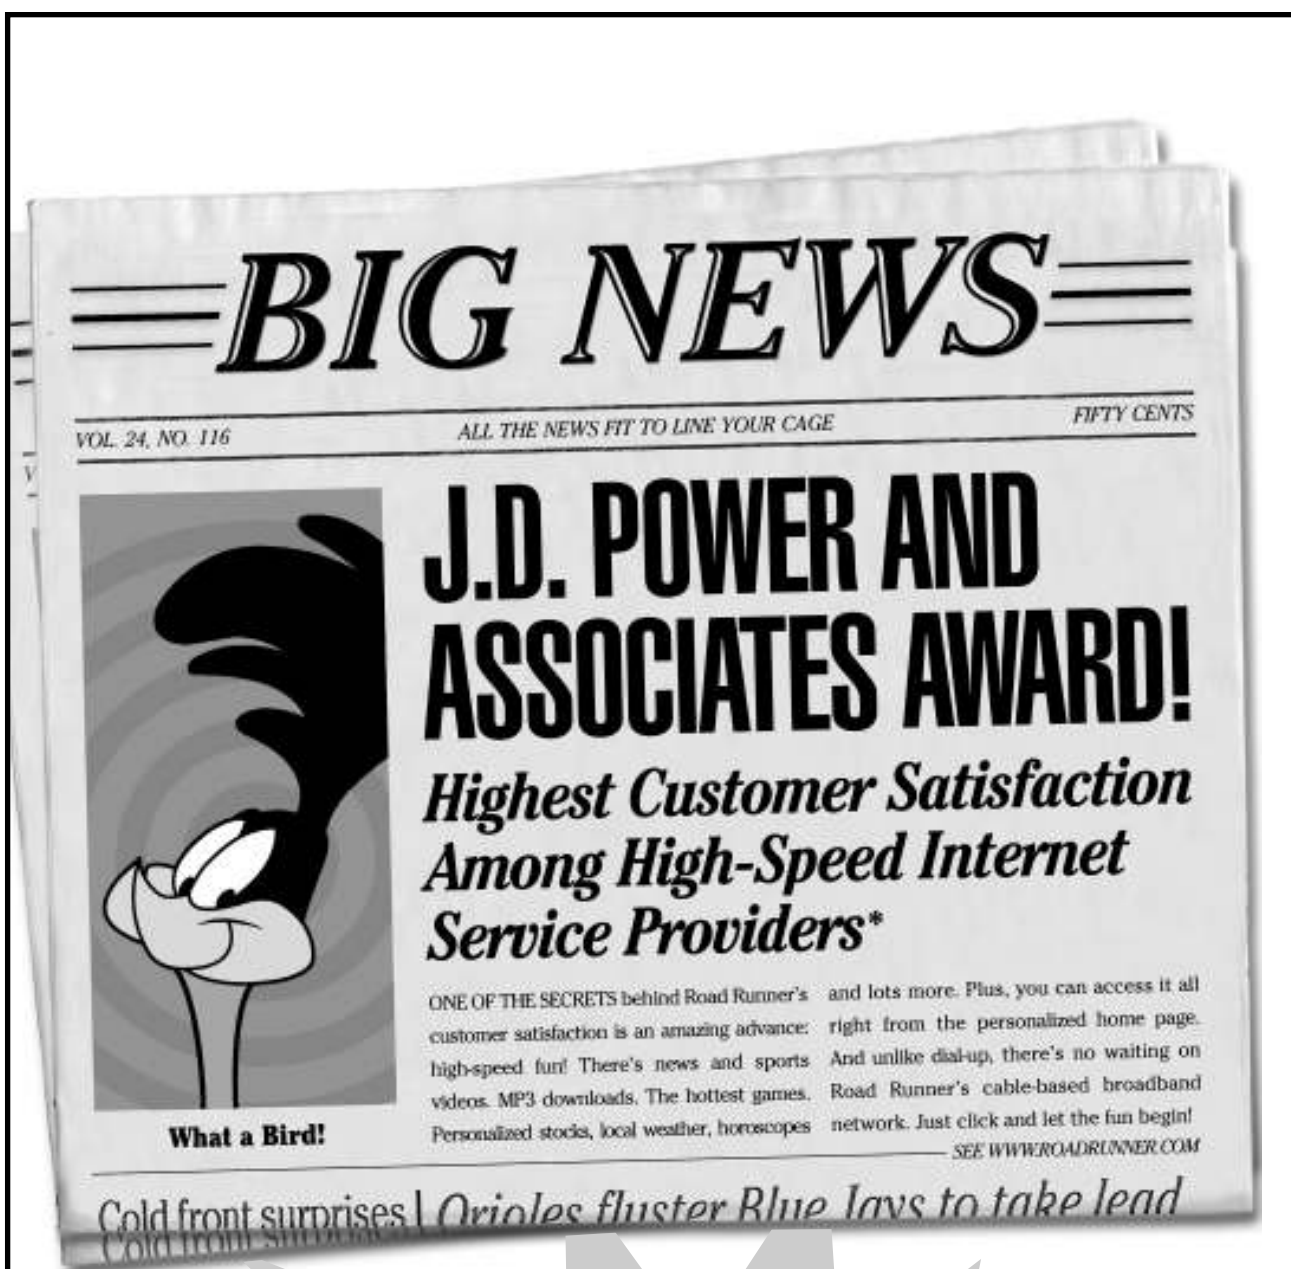 BIG NEWS
VOL. 24, NO. 116
ALL THE NEWS FIT TO LINE YOUR CAGE
FIFTY CENTS
J.D. POWER AND
ASSOCIATES AWARD!
Highest Customer Satisfaction
Among High-Speed Internet
Service Providers*
ONE OF THE SECRETS behind Road Runner's
customer satisfaction is an amazing advance:
high-speed fun! There's news and sports
videos. MP3 downloads. The hottest games.
Personalized stocks, local weather, horoscopes
and lots more. Plus, you can access it all
right from the personalized home page.
And unlike dial-up, there's no waiting on
Road Runner's cable-based broadband
network. Just click and let the fun begin!
SEE WWW.ROADRUNNER.COM
What a Bird!
Cold front surprises
Orioles fluster Blue Jays to take lead